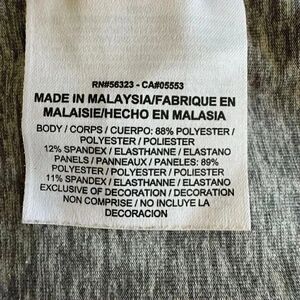 RN#56323 - CA#05553
MADE IN MALAYSIA/FABRIQUE EN
MALAISIE/HECHO EN MALASIA
BODY / CORPS / CUERPO: 88% POLYESTER /
POLYESTER / POLIESTER
12% SPANDEX / ELASTHANNE / ELASTANO
PANELS / PANNEAUX / PANELES: 89%
POLYESTER / POLYESTER / POLIESTER
11% SPANDEX / ELASTHANNE / ELASTANO
EXCLUSIVE OF DECORATION / DECORATION
NON COMPRISE / NO INCLUYE LA
DECORACION